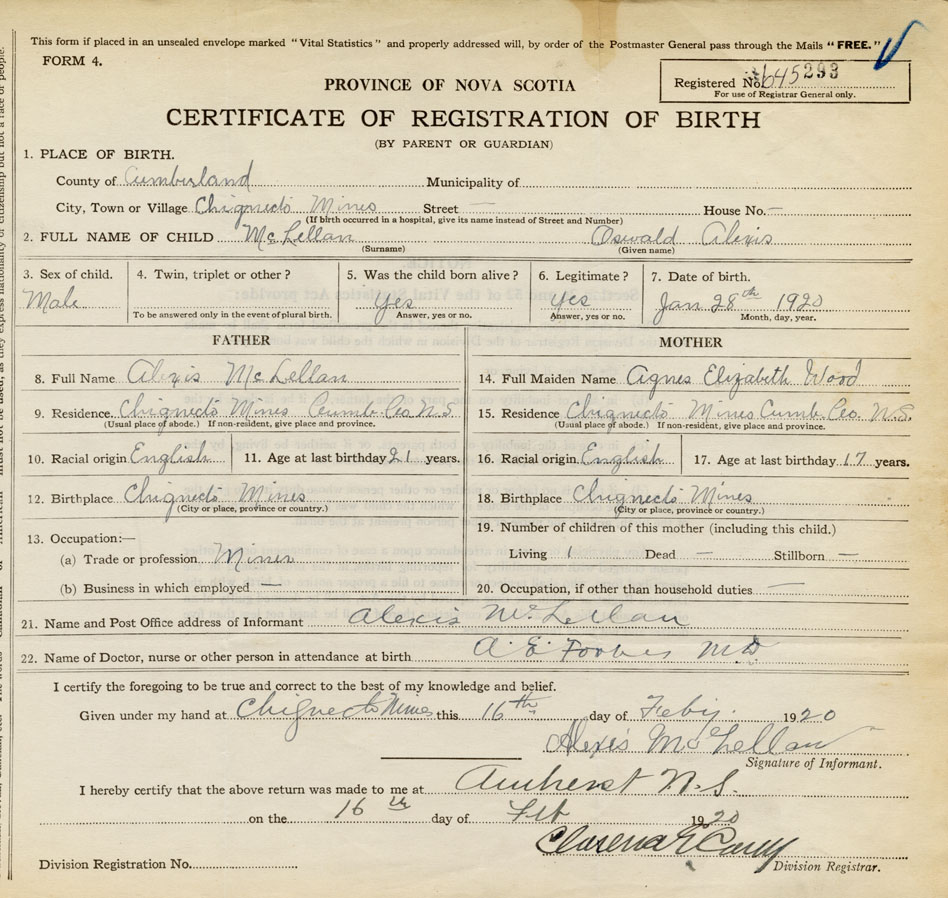 This form if placed in an unsealed envelope marked "Vital Statistics" and properly addressed will, by order of the Postmaster General pass through the Mails "FREE."
FORM 4.
Registered No. 645293
For use of Registrar General only.
PROVINCE OF NOVA SCOTIA
CERTIFICATE OF REGISTRATION OF BIRTH
(BY PARENT OR GUARDIAN)
1. PLACE OF BIRTH.
County of Cumberland Municipality of
City, Town or Village Chignecto Mines Street — House No. —
(If birth occurred in a hospital, give its name instead of Street and Number)
2. FULL NAME OF CHILD McLellan Oswald Alexis
(Surname) (Given name)
3. Sex of child. 4. Twin, triplet or other? 5. Was the child born alive? 6. Legitimate? 7. Date of birth.
Male Yes Yes Jan 28th 1920
To be answered only in the event of plural birth. Answer, yes or no. Answer, yes or no. Month, day, year.
FATHER
8. Full Name Alexis McLellan
9. Residence. Chignecto Mines Cumb. Co. N.S.
(Usual place of abode.) If non-resident, give place and province.
10. Racial origin English 11. Age at last birthday 21 years.
12. Birthplace Chignecto Mines
(City or place, province or country.)
13. Occupation:—
(a) Trade or profession Miner
(b) Business in which employed —
MOTHER
14. Full Maiden Name Agnes Elizabeth Wood
15. Residence Chignecto Mines Cumb. Co. N.S.
(Usual place of abode.) If non-resident, give place and province.
16. Racial origin English 17. Age at last birthday 17 years.
18. Birthplace Chignecto Mines
(City or place, province or country.)
19. Number of children of this mother (including this child.)
Living 1 Dead — Stillborn —
20. Occupation, if other than household duties —
21. Name and Post Office address of Informant Alexis McLellan
22. Name of Doctor, nurse or other person in attendance at birth A. E. Forbes MD
I certify the foregoing to be true and correct to the best of my knowledge and belief.
Given under my hand at Chignecto Mines this 16th day of Feby. 1920
Alexis McLellan
Signature of Informant.
I hereby certify that the above return was made to me at Amherst N.S.
on the 16th day of Feb 1920
Division Registration No.
Division Registrar.